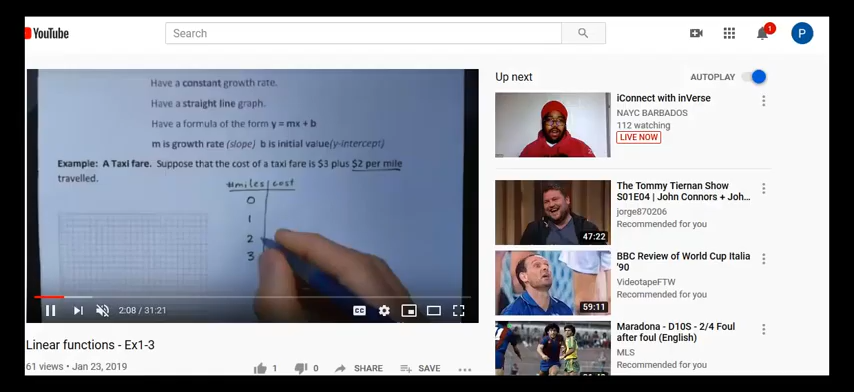 YouTube
Search
1
P
Have a constant growth rate.
Have a straight line graph.
Have a formula of the form y = mx + b
m is growth rate (slope) b is initial value(y-intercept)
Example: A Taxi fare. Suppose that the cost of a taxi fare is $3 plus $2 per mile
travelled.
#miles cost
0
1
2
3
CC
2:08 / 31:21
Linear functions - Ex1-3
61 views • Jan 23, 2019
1
0
SHARE
SAVE
Up next
AUTOPLAY
iConnect with inVerse
NAYC BARBADOS
112 watching
LIVE NOW
The Tommy Tiernan Show
S01E04 | John Connors + Joh...
jorge870206
Recommended for you
47:22
BBC Review of World Cup Italia
'90
VideotapeFTW
Recommended for you
59:11
Maradona - D10S - 2/4 Foul
after foul (English)
MLS
Recommended for you